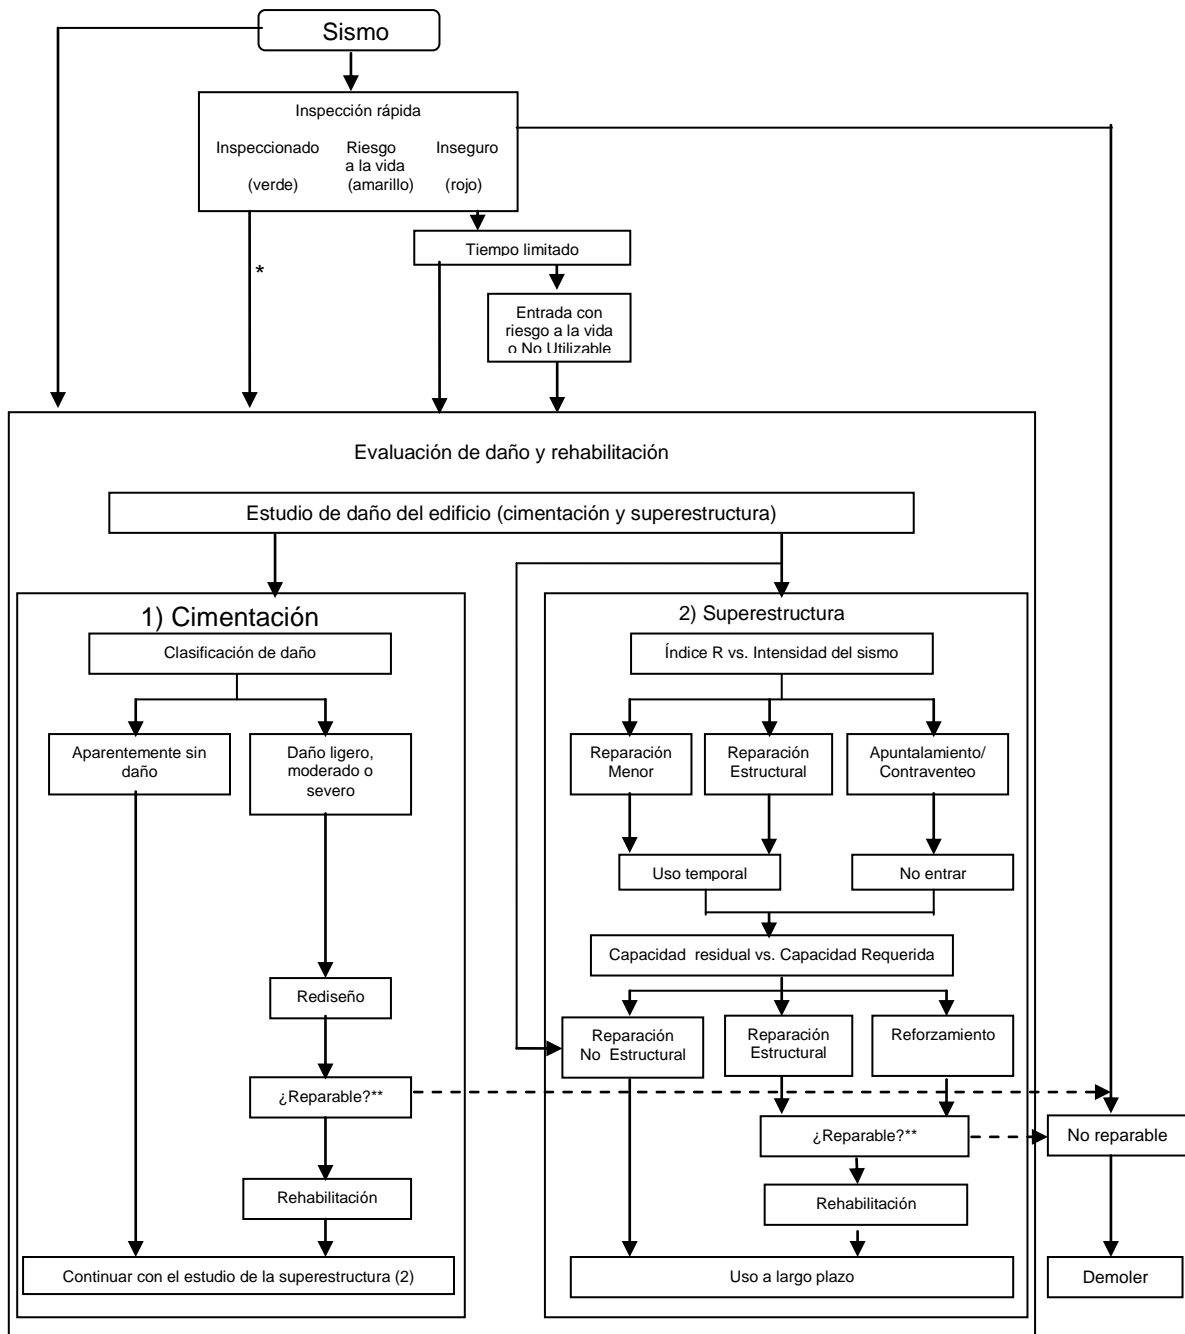 Sismo
Inspección rápida
Inspeccionado
(verde)
Riesgo
a la vida
(amarillo)
Inseguro
(rojo)
Tiempo limitado
*
Entrada con
riesgo a la vida
o No Utilizable
Evaluación de daño y rehabilitación
Estudio de daño del edificio (cimentación y superestructura)
1) Cimentación
Clasificación de daño
Aparentemente sin
daño
Daño ligero,
moderado o
severo
Rediseño
¿Reparable?**
Rehabilitación
Continuar con el estudio de la superestructura (2)
2) Superestructura
Índice R vs. Intensidad del sismo
Reparación
Menor
Reparación
Estructural
Apuntalamiento/
Contraventeo
Uso temporal
No entrar
Capacidad residual vs. Capacidad Requerida
Reparación
No Estructural
Reparación
Estructural
Reforzamiento
¿Reparable?**
Rehabilitación
Uso a largo plazo
No reparable
Demoler